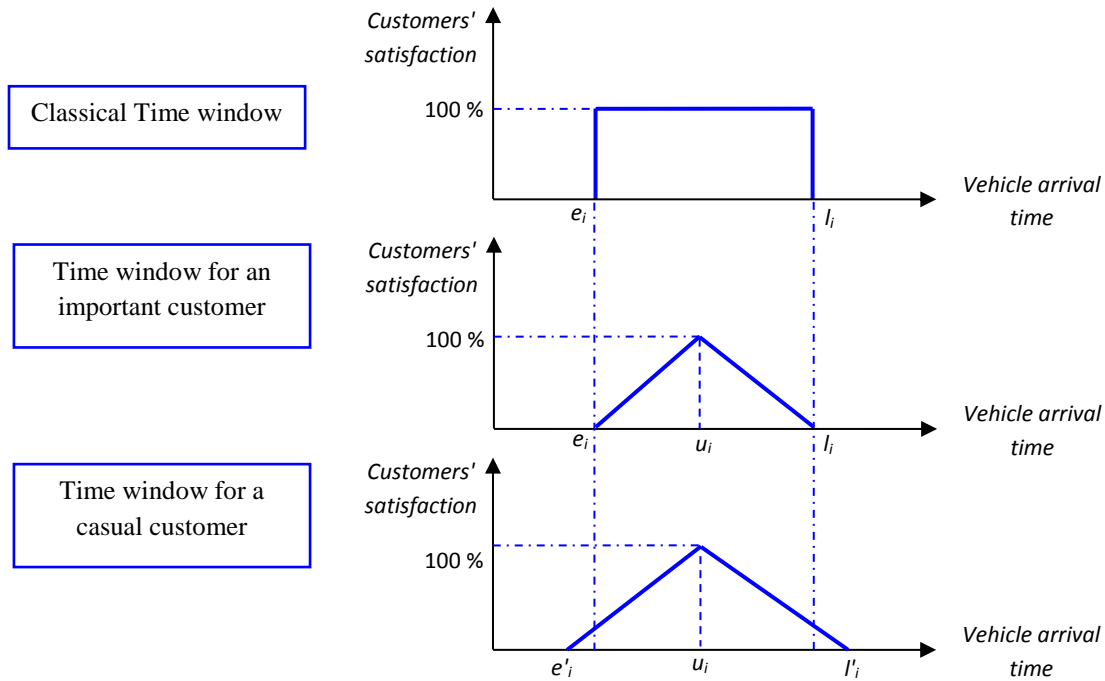 Customers'
satisfaction
Classical Time window
100 %
Vehicle arrival
time
e_i
l_i
Time window for an
important customer
Customers'
satisfaction
100 %
Vehicle arrival
time
e_i
u_i
l_i
Time window for a
casual customer
Customers'
satisfaction
100 %
Vehicle arrival
time
e'_i
u_i
l'_i